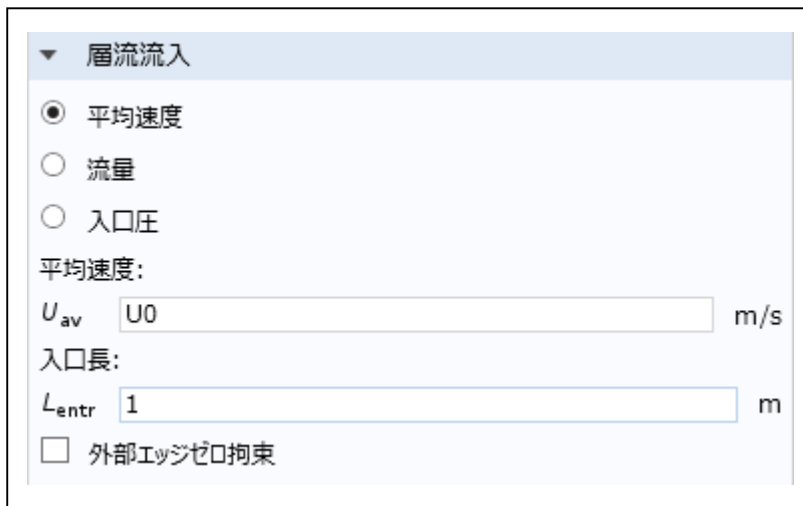 層流流入
平均速度
流量
入口圧
平均速度:
Uav U0 m/s
入口長:
Lentr 1 m
外部エッジゼロ拘束